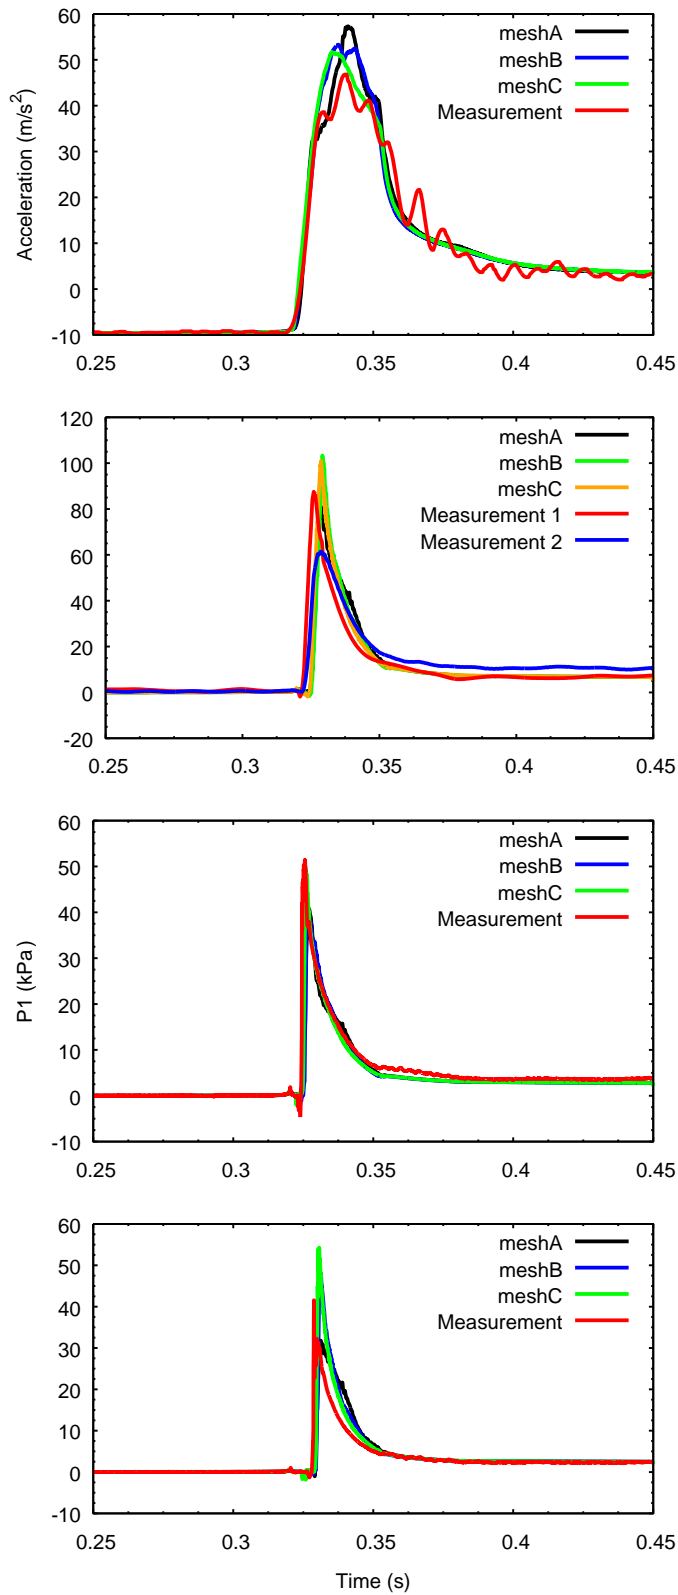 60
50
40
30
20
10
0
-10
Acceleration (m/s²)
meshA
meshB
meshC
Measurement
0.25 0.3 0.35 0.4 0.45
120
100
80
60
40
20
0
-20
meshA
meshB
meshC
Measurement 1
Measurement 2
0.25 0.3 0.35 0.4 0.45
60
50
40
30
20
10
0
-10
P1 (kPa)
meshA
meshB
meshC
Measurement
0.25 0.3 0.35 0.4 0.45
60
50
40
30
20
10
0
-10
meshA
meshB
meshC
Measurement
0.25 0.3 0.35 0.4 0.45
Time (s)